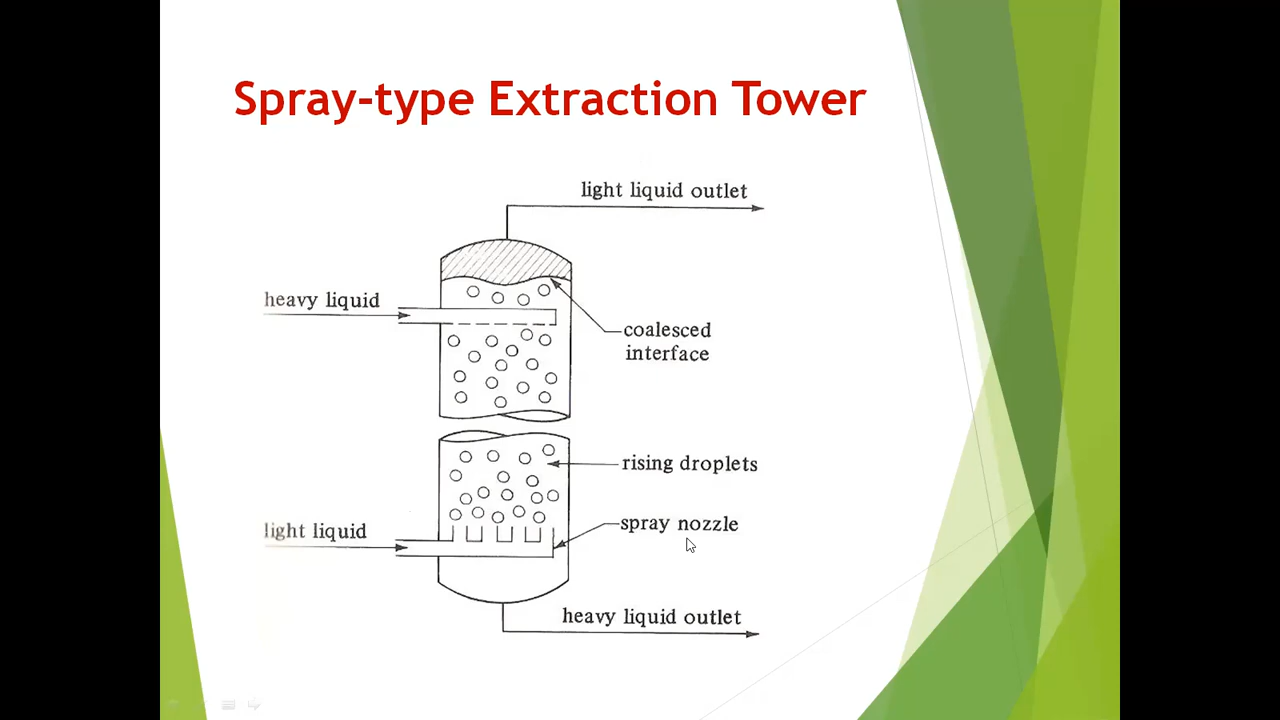 Spray-type Extraction Tower
light liquid outlet
heavy liquid
coalesced
interface
rising droplets
light liquid
spray nozzle
heavy liquid outlet